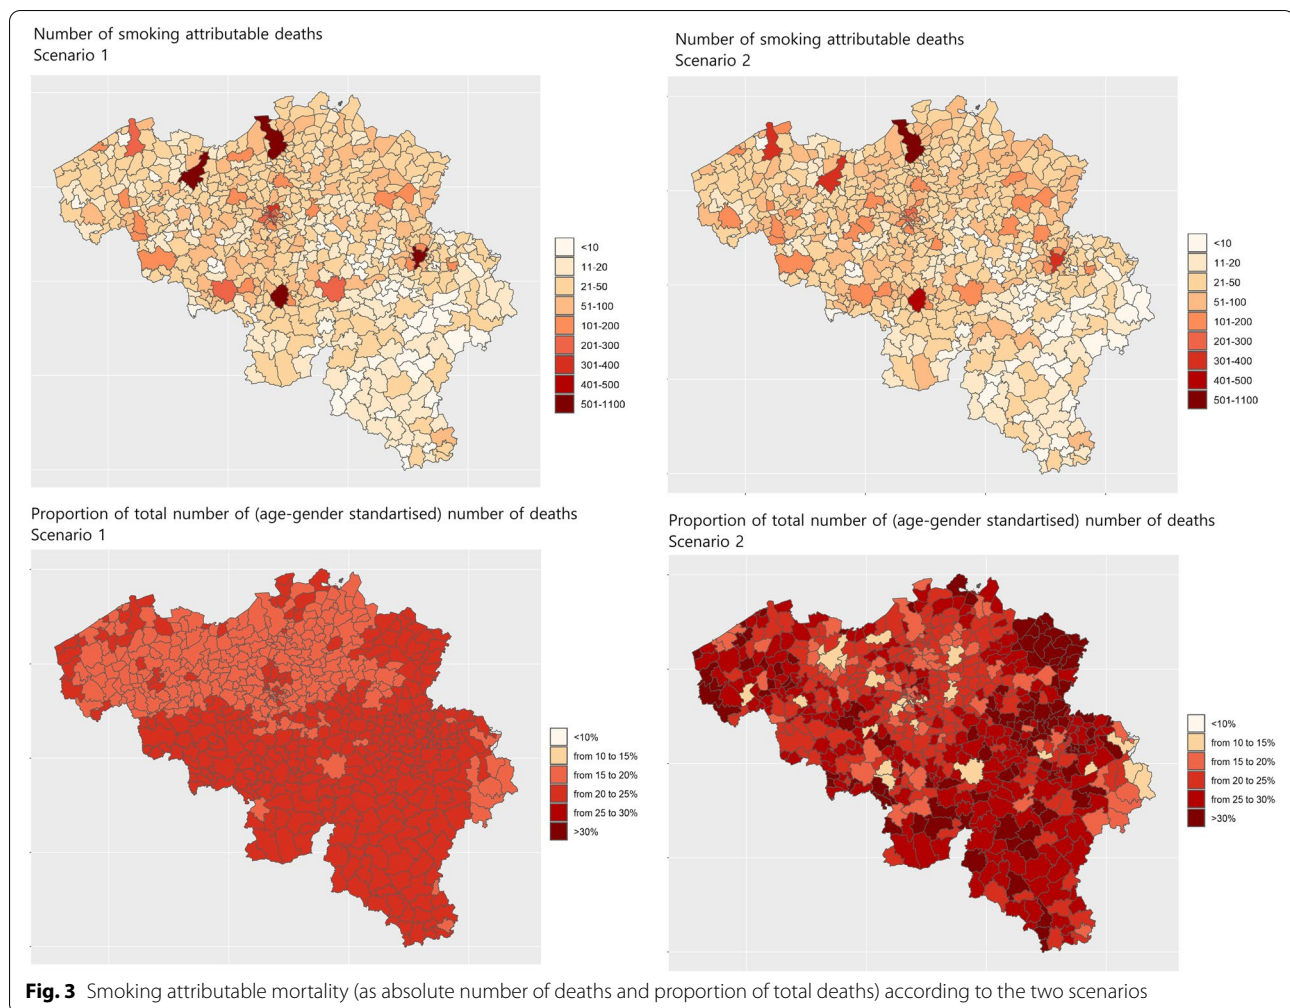 Number of smoking attributable deaths
Scenario 1
<10
11-20
21-50
51-100
101-200
201-300
301-400
401-500
501-1100
Number of smoking attributable deaths
Scenario 2
<10
11-20
21-50
51-100
101-200
201-300
301-400
401-500
501-1100
Proportion of total number of (age-gender standartised) number of deaths
Scenario 1
<10%
from 10 to 15%
from 15 to 20%
from 20 to 25%
from 25 to 30%
>30%
Proportion of total number of (age-gender standartised) number of deaths
Scenario 2
<10%
from 10 to 15%
from 15 to 20%
from 20 to 25%
from 25 to 30%
>30%
Fig. 3 Smoking attributable mortality (as absolute number of deaths and proportion of total deaths) according to the two scenarios